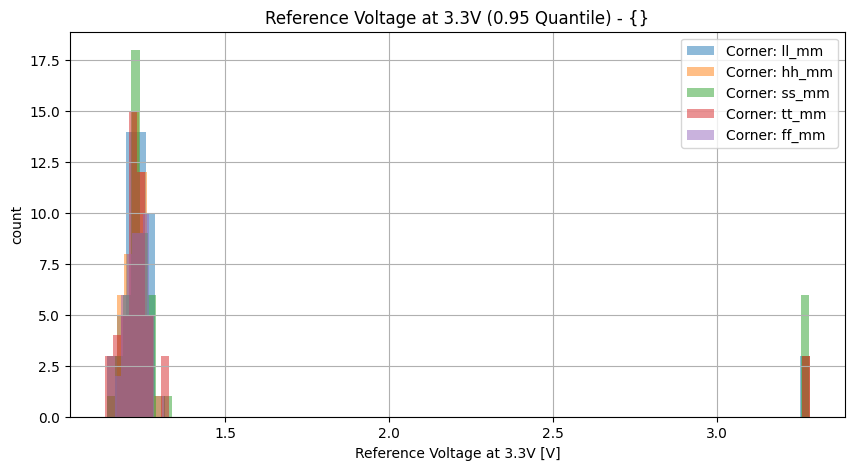 Reference Voltage at 3.3V (0.95 Quantile) - {}
Corner: ll_mm
Corner: hh_mm
Corner: ss_mm
Corner: tt_mm
Corner: ff_mm
count
17.5
15.0
12.5
10.0
7.5
5.0
2.5
0.0
1.5
2.0
2.5
3.0
Reference Voltage at 3.3V [V]